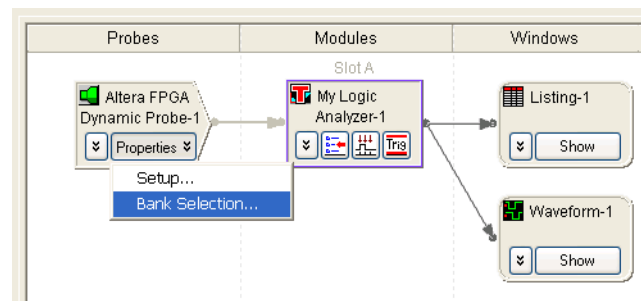 Probes
Modules
Windows
Slot A
Altera FPGA
Dynamic Probe-1
Properties
Setup...
Bank Selection...
My Logic
Analyzer-1
Trig
Listing-1
Show
Waveform-1
Show